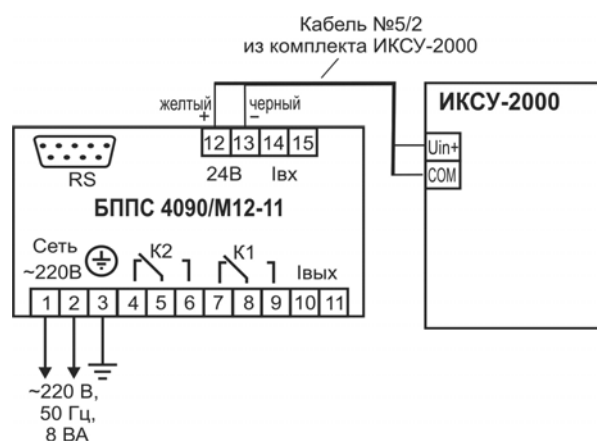 Кабель №5/2
из комплекта ИКСУ-2000
желтый
черный
+
−
ИКСУ-2000
12 13 14 15
Uin+
COM
RS
24В
Iвх
БППС 4090/М12-11
Сеть
~220В
К2
К1
Iвых
1 2 3 4 5 6 7 8 9 10 11
~220 В,
50 Гц,
8 ВА